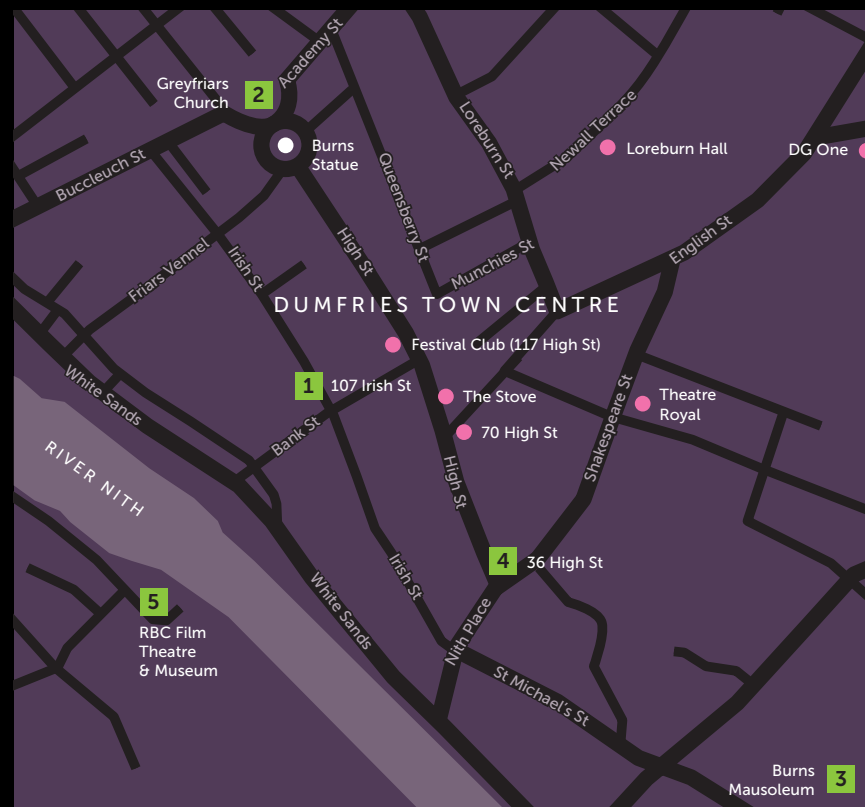 Academy St
Greyfriars
Church
2
Burns
Statue
Loreburn St
Newall Terrace
Loreburn Hall
DG One
Buccleuch St
Queensberry St
High St
Irish St
Friars Vennel
Munchies St
English St
DUMFRIES TOWN CENTRE
Festival Club (117 High St)
1
107 Irish St
The Stove
Theatre
Royal
70 High St
White Sands
Bank St
Shakespeare St
RIVER NITH
High St
4
36 High St
Irish St
White Sands
5
RBC Film
Theatre
& Museum
Nith Place
St Michael's St
Burns
Mausoleum
3